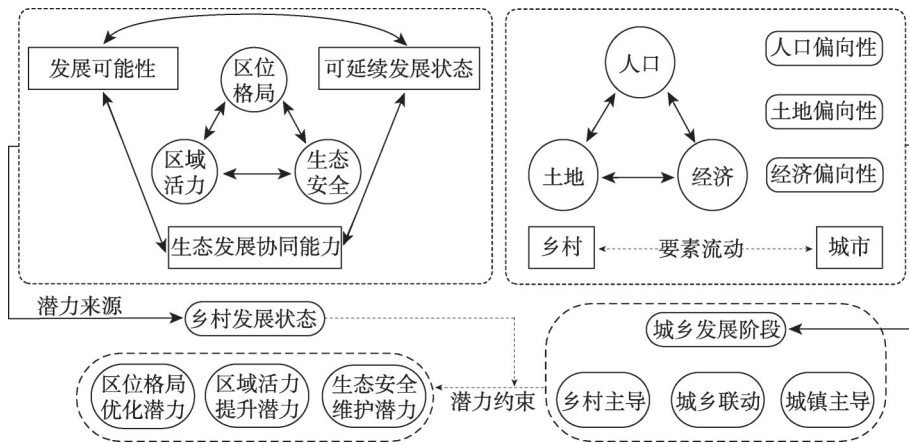 发展可能性
可延续发展状态
区位
格局
区域
活力
生态
安全
生态发展协同能力
人口
土地
经济
人口偏向性
土地偏向性
经济偏向性
乡村
要素流动
城市
潜力来源
乡村发展状态
城乡发展阶段
区位格局
优化潜力
区域活力
提升潜力
生态安全
维护潜力
潜力约束
乡村主导
城乡联动
城镇主导